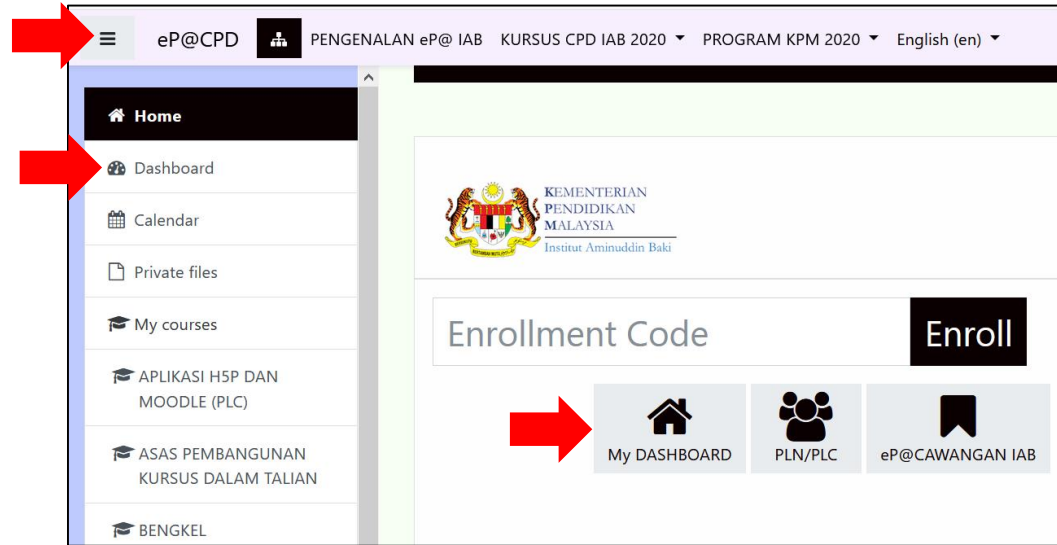 eP@CPD PENGENALAN eP@ IAB KURSUS CPD IAB 2020 PROGRAM KPM 2020 English (en)
Home
Dashboard
Calendar
Private files
My courses
APLIKASI H5P DAN
MOODLE (PLC)
ASAS PEMBANGUNAN
KURSUS DALAM TALIAN
BENGKEL
KEMENTERIAN
PENDIDIKAN
MALAYSIA
Institut Aminuddin Baki
Enrollment Code Enroll
My DASHBOARD PLN/PLC eP@CAWANGAN IAB